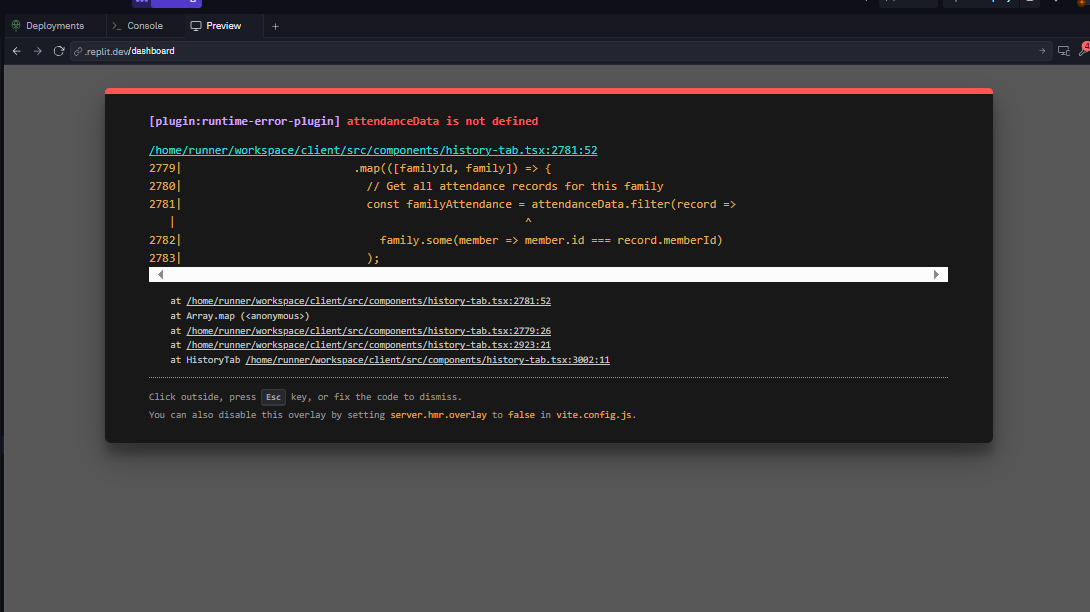 Deployments
Console
Preview
.replit.dev/dashboard
[plugin:runtime-error-plugin] attendanceData is not defined
/home/runner/workspace/client/src/components/history-tab.tsx:2781:52
2779|                          .map(([familyId, family]) => {
2780|                            // Get all attendance records for this family
2781|                            const familyAttendance = attendanceData.filter(record =>
   |                                                     ^
2782|                              family.some(member => member.id === record.memberId)
2783|                            );
at /home/runner/workspace/client/src/components/history-tab.tsx:2781:52
at Array.map (<anonymous>)
at /home/runner/workspace/client/src/components/history-tab.tsx:2779:26
at /home/runner/workspace/client/src/components/history-tab.tsx:2923:21
at HistoryTab /home/runner/workspace/client/src/components/history-tab.tsx:3002:11
Click outside, press Esc key, or fix the code to dismiss.
You can also disable this overlay by setting server.hmr.overlay to false in vite.config.js.